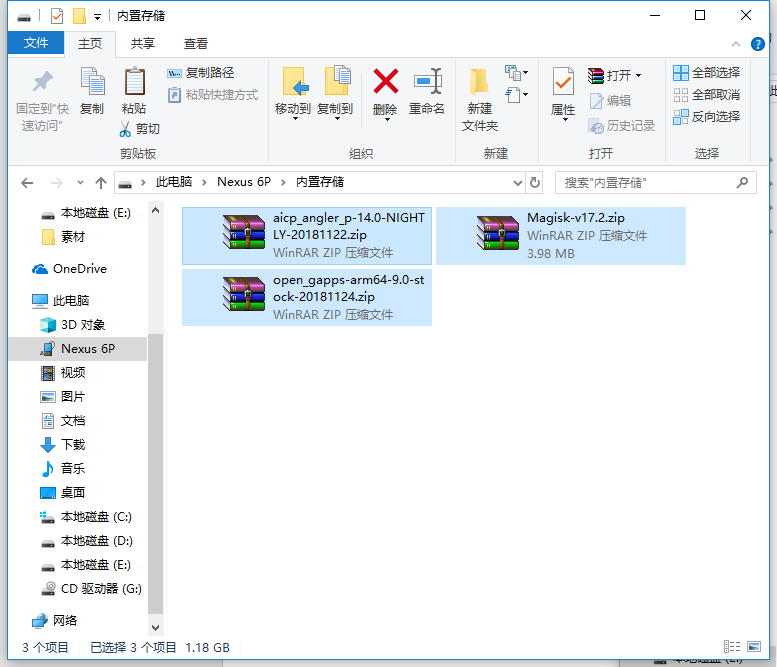 内置存储
文件
主页
共享
查看
固定到"快
速访问"
复制
粘贴
复制路径
粘贴快捷方式
剪切
剪贴板
移动到
复制到
删除
重命名
组织
新建
文件夹
新建
属性
打开
编辑
历史记录
打开
全部选择
全部取消
反向选择
选择
此电脑
Nexus 6P
内置存储
搜索"内置存储"
本地磁盘 (E:)
素材
OneDrive
此电脑
3D 对象
Nexus 6P
视频
图片
文档
下载
音乐
桌面
本地磁盘 (C:)
本地磁盘 (D:)
本地磁盘 (E:)
CD 驱动器 (G:)
网络
aicp_angler_p-14.0-NIGHT
LY-20181122.zip
WinRAR ZIP 压缩文件
Magisk-v17.2.zip
WinRAR ZIP 压缩文件
3.98 MB
open_gapps-arm64-9.0-st
ock-20181124.zip
WinRAR ZIP 压缩文件
3 个项目
已选择 3 个项目
1.18 GB